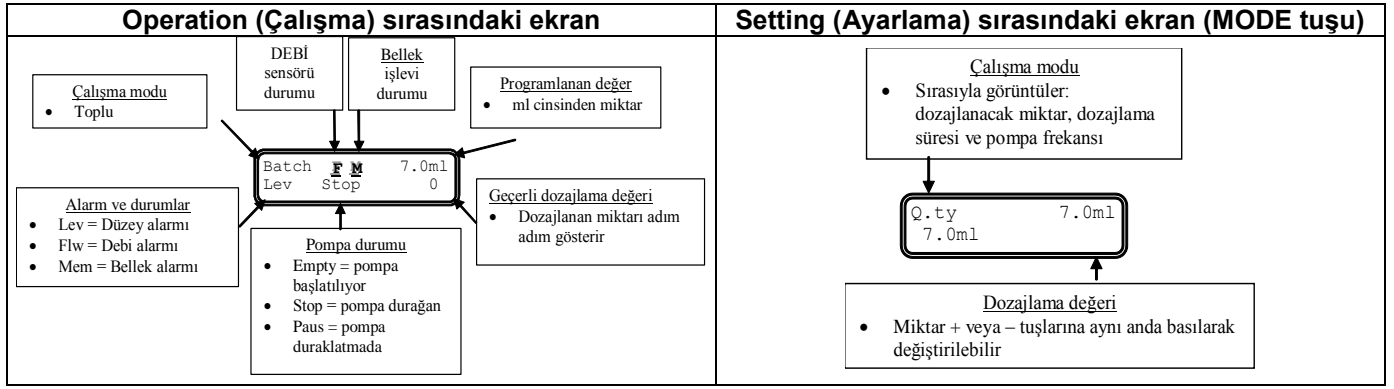 Operation (Çalışma) sırasındaki ekran
Çalışma modu
• Toplu
DEBİ
sensörü
durumu
Bellek
işlevi
durumu
Programlanan değer
• ml cinsinden miktar
Batch F M 7.0ml
Lev Stop 0
Alarm ve durumlar
• Lev = Düzey alarmı
• Flw = Debi alarmı
• Mem = Bellek alarmı
Pompa durumu
• Empty = pompa
başlatılıyor
• Stop = pompa durağan
• Paus = pompa
duraklatmada
Geçerli dozajlama değeri
• Dozajlanan miktarı adım
adım gösterir
Setting (Ayarlama) sırasındaki ekran (MODE tuşu)
Çalışma modu
• Sırasıyla görüntüler:
dozajlanacak miktar, dozajlama
süresi ve pompa frekansı
Q.ty 7.0ml
7.0ml
Dozajlama değeri
• Miktar + veya – tuşlarına aynı anda basılarak
değiştirilebilir